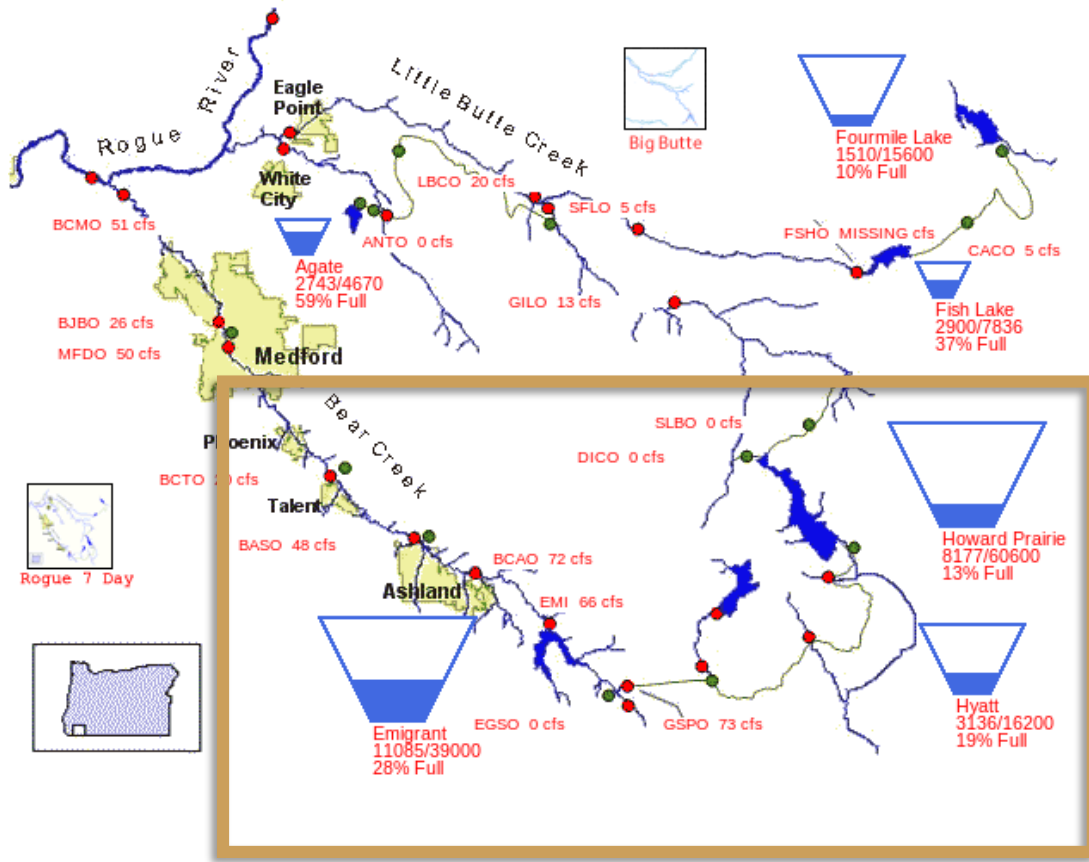 Rogue River
Eagle
Point
Little Butte Creek
Big Butte
Fourmile Lake
1510/15600
10% Full
White
City
LBCO 20 cfs
SFLO 5 cfs
BCMO 51 cfs
ANTO 0 cfs
FSHO MISSING cfs
CACO 5 cfs
Agate
2743/4670
59% Full
GILO 13 cfs
Fish Lake
2900/7836
37% Full
BJBO 26 cfs
MFDO 50 cfs
Medford
Bear Creek
SLBO 0 cfs
Phoenix
DICO 0 cfs
BCTO cfs
Talent
Howard Prairie
8177/60600
13% Full
BASO 48 cfs
BCAO 72 cfs
Rogue 7 Day
Ashland
EMI 66 cfs
EGSO 0 cfs
GSPO 73 cfs
Hyatt
3136/16200
19% Full
Emigrant
11085/39000
28% Full